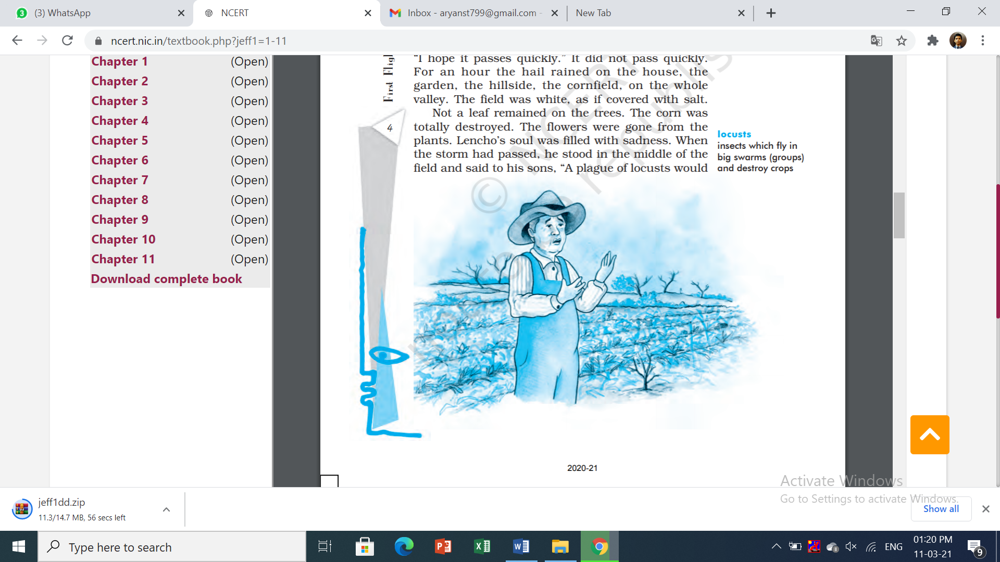 (3) WhatsApp
NCERT
Inbox - aryanst799@gmail.com -
New Tab
ncert.nic.in/textbook.php?jeff1=1-11
Chapter 1 (Open)
Chapter 2 (Open)
Chapter 3 (Open)
Chapter 4 (Open)
Chapter 5 (Open)
Chapter 6 (Open)
Chapter 7 (Open)
Chapter 8 (Open)
Chapter 9 (Open)
Chapter 10 (Open)
Chapter 11 (Open)
Download complete book
First Fligh
4
“I hope it passes quickly.” It did not pass quickly.
For an hour the hail rained on the house, the
garden, the hillside, the cornfield, on the whole
valley. The field was white, as if covered with salt.
Not a leaf remained on the trees. The corn was
totally destroyed. The flowers were gone from the
plants. Lencho’s soul was filled with sadness. When
the storm had passed, he stood in the middle of the
field and said to his sons, “A plague of locusts would
locusts
insects which fly in
big swarms (groups)
and destroy crops
© NCERT
republis
2020-21
Activate Windows
Go to Settings to activate Windows.
jeff1dd.zip
11.3/14.7 MB, 56 secs left
Show all
Type here to search
ENG
01:20 PM
11-03-21
9